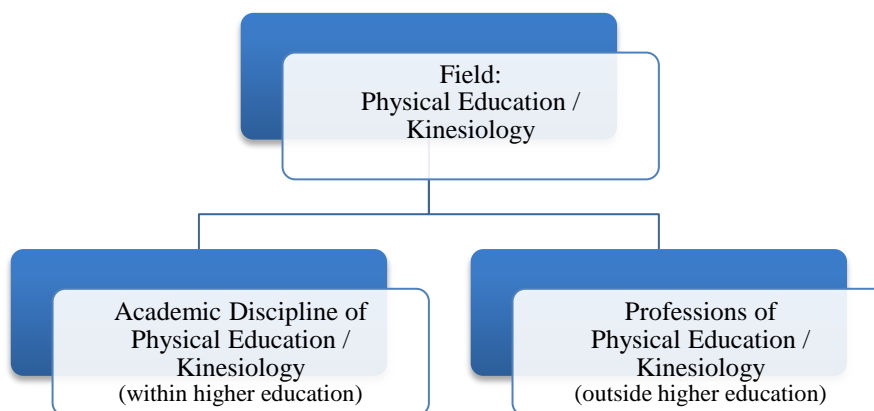 Field:
Physical Education /
Kinesiology
Academic Discipline of
Physical Education /
Kinesiology
(within higher education)
Professions of
Physical Education /
Kinesiology
(outside higher education)